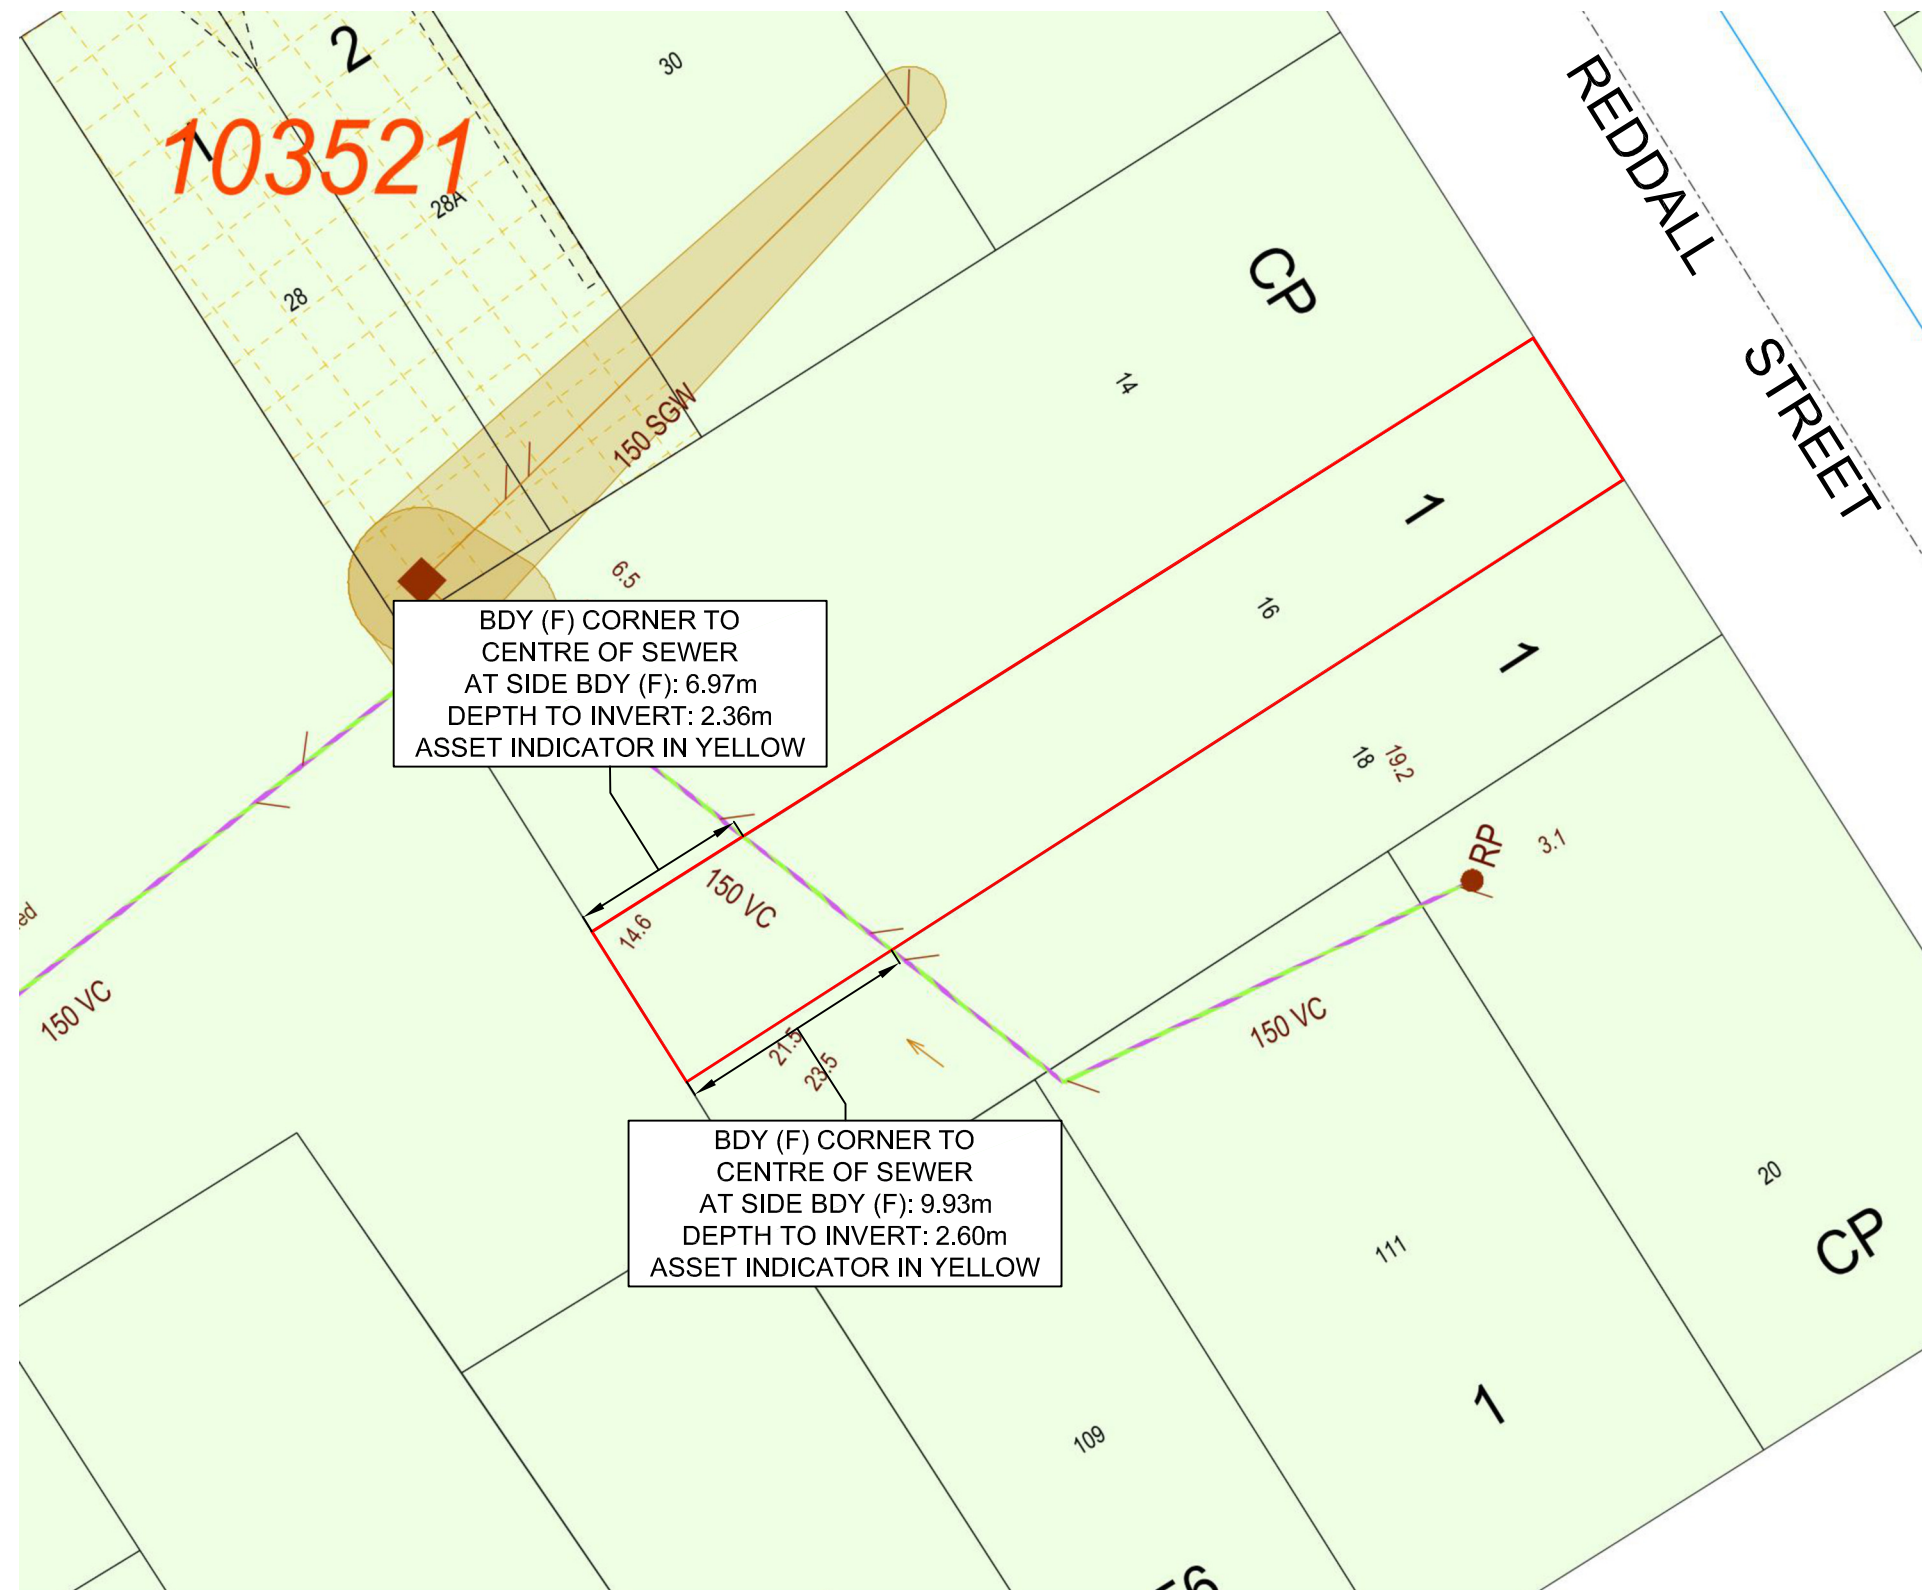 2
30
1
103521
28A
28
REDDALL
STREET
CP
14
150 SGW
6.5
1
16
BDY (F) CORNER TO
CENTRE OF SEWER
AT SIDE BDY (F): 6.97m
DEPTH TO INVERT: 2.36m
ASSET INDICATOR IN YELLOW
1
18
19.2
RP
3.1
150 VC
14.6
150 VC
150 VC
21.5
23.5
BDY (F) CORNER TO
CENTRE OF SEWER
AT SIDE BDY (F): 9.93m
DEPTH TO INVERT: 2.60m
ASSET INDICATOR IN YELLOW
20
CP
111
109
1